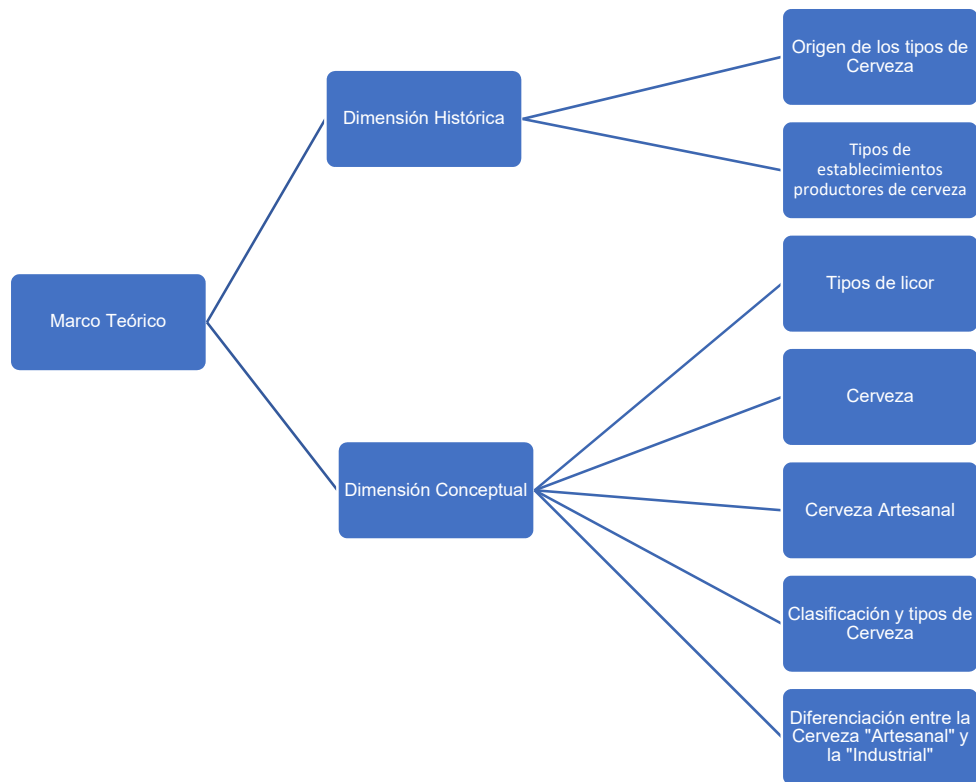 Marco Teórico
Dimensión Histórica
Origen de los tipos de
Cerveza
Tipos de
establecimientos
productores de cerveza
Dimensión Conceptual
Tipos de licor
Cerveza
Cerveza Artesanal
Clasificación y tipos de
Cerveza
Diferenciación entre la
Cerveza "Artesanal" y
la "Industrial"